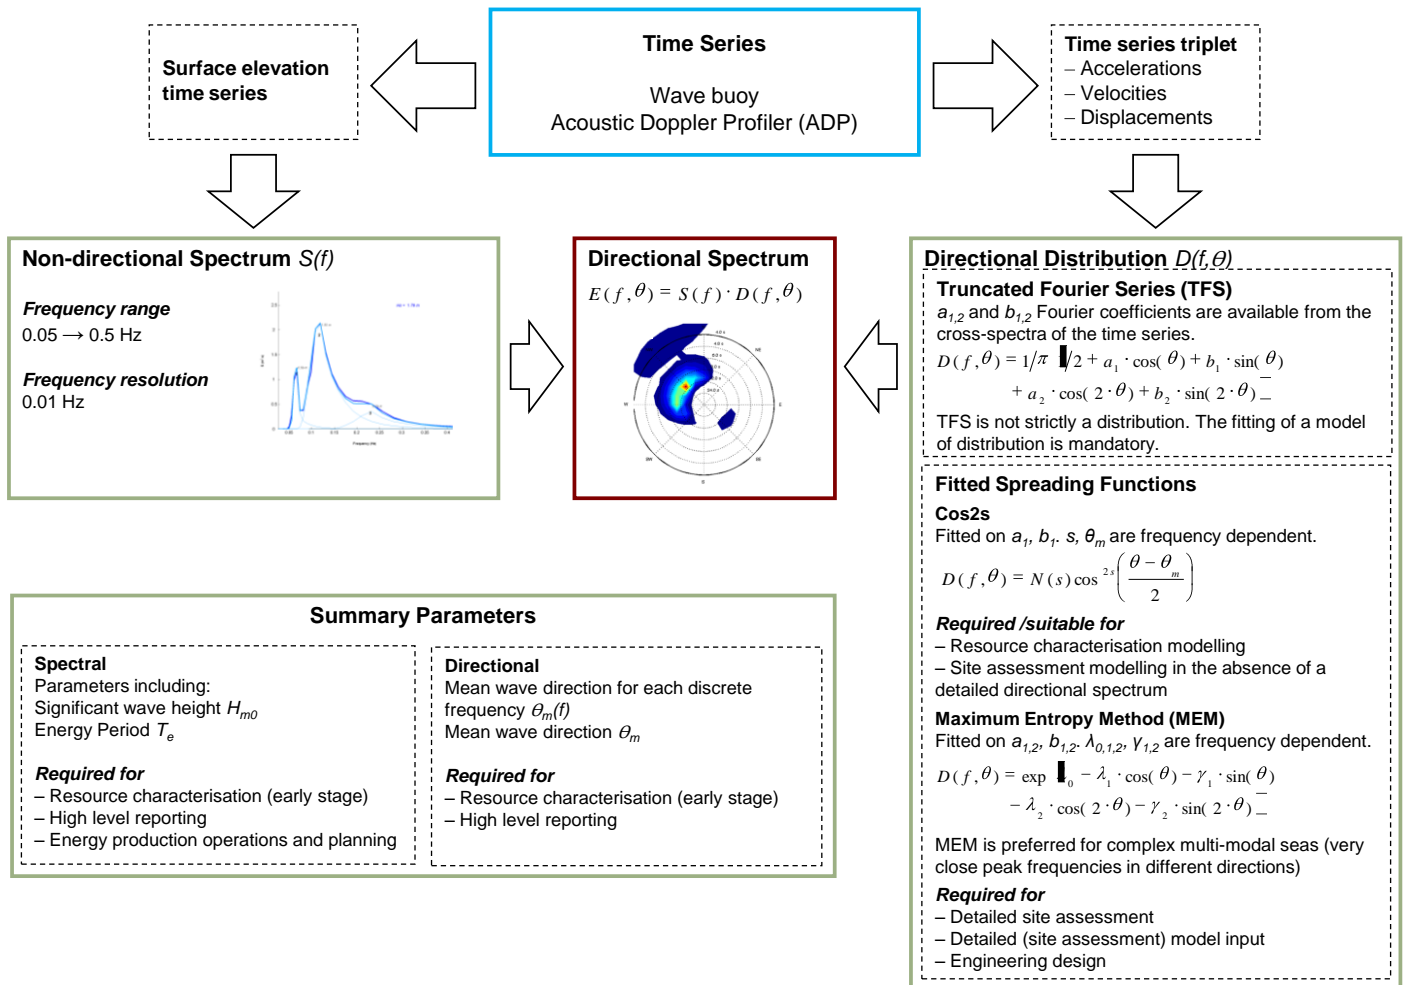 Time Series
Wave buoy
Acoustic Doppler Profiler (ADP)
Surface elevation
time series
Time series triplet
– Accelerations
– Velocities
– Displacements
Non-directional Spectrum S(f)
Frequency range
0.05 → 0.5 Hz
Frequency resolution
0.01 Hz
Frequency (Hz)
Directional Spectrum
E(f,θ) = S(f)·D(f,θ)
NE
E
SE
S
SW
W
Directional Distribution D(f,θ)
Truncated Fourier Series (TFS)
a1,2 and b1,2 Fourier coefficients are available from the
cross-spectra of the time series.
D(f,θ) = 1/π 1/2 + a1·cos(θ) + b1·sin(θ)
+ a2·cos(2·θ) + b2·sin(2·θ)
TFS is not strictly a distribution. The fitting of a model
of distribution is mandatory.
Fitted Spreading Functions
Cos2s
Fitted on a1, b1. s, θm are frequency dependent.
D(f,θ) = N(s)cos^2s((θ − θm)/2)
Required /suitable for
– Resource characterisation modelling
– Site assessment modelling in the absence of a
detailed directional spectrum
Maximum Entropy Method (MEM)
Fitted on a1,2, b1,2. λ0,1,2, γ1,2 are frequency dependent.
D(f,θ) = exp 0 − λ1·cos(θ) − γ1·sin(θ)
− λ2·cos(2·θ) − γ2·sin(2·θ)
MEM is preferred for complex multi-modal seas (very
close peak frequencies in different directions)
Required for
– Detailed site assessment
– Detailed (site assessment) model input
– Engineering design
Summary Parameters
Spectral
Parameters including:
Significant wave height Hm0
Energy Period Te
Required for
– Resource characterisation (early stage)
– High level reporting
– Energy production operations and planning
Directional
Mean wave direction for each discrete
frequency θm(f)
Mean wave direction θm
Required for
– Resource characterisation (early stage)
– High level reporting